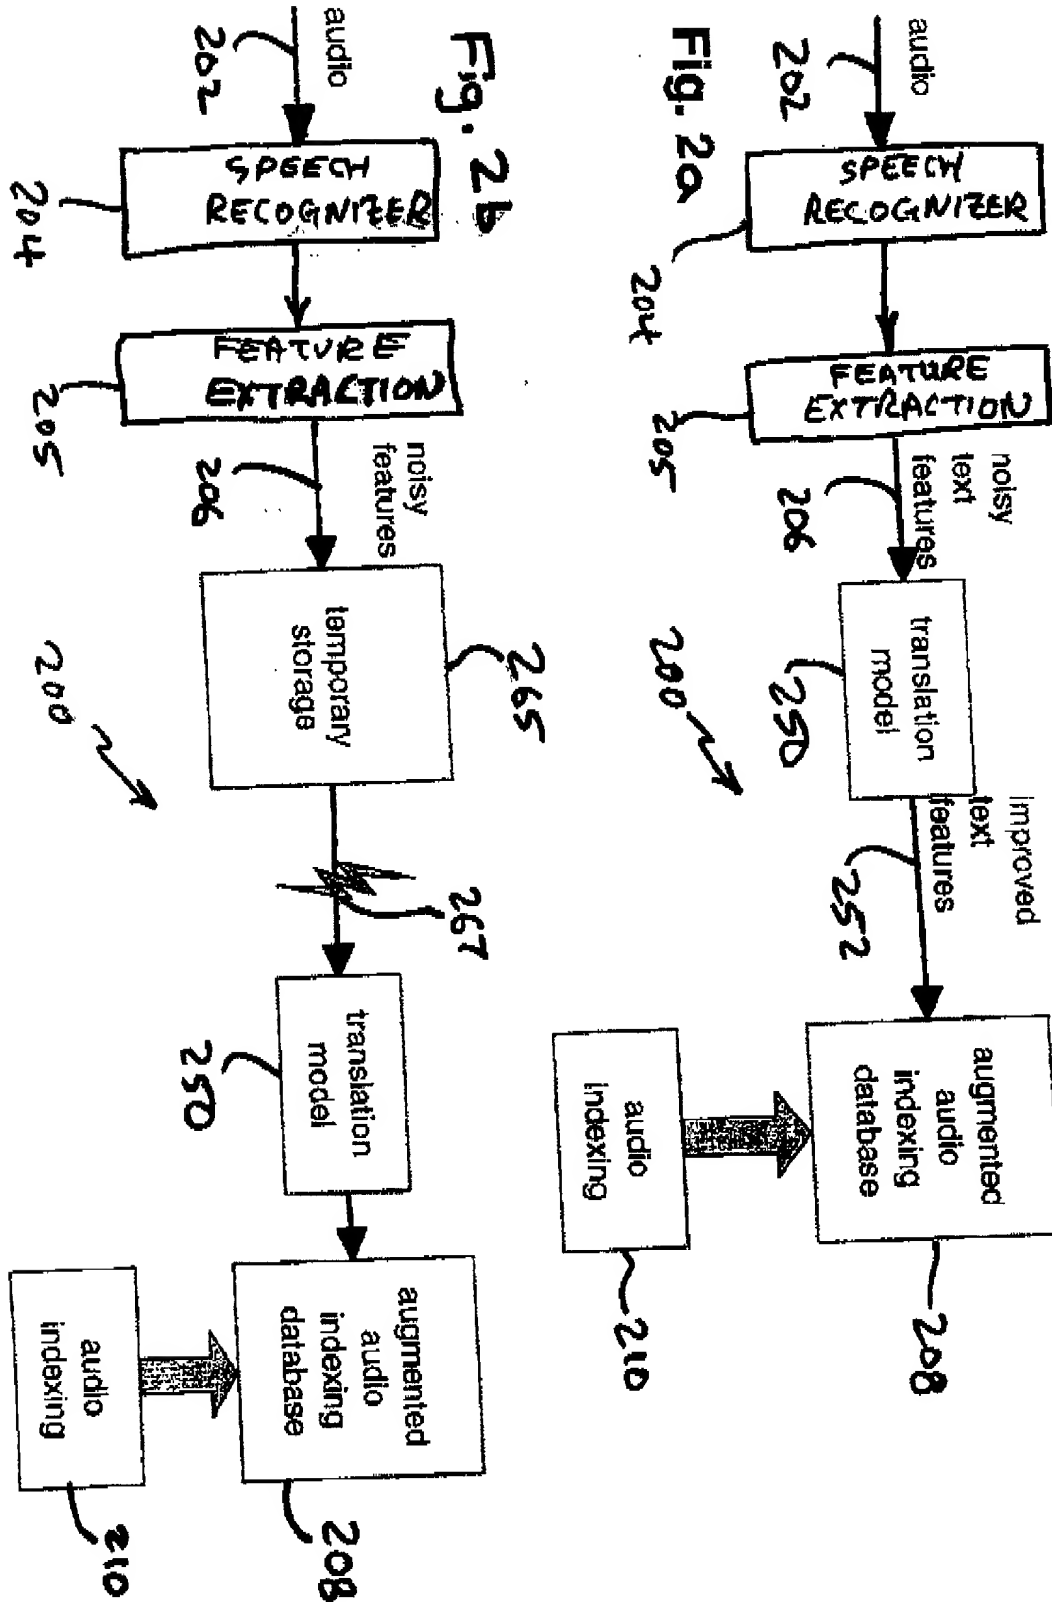 audio
202
SPEECH
RECOGNIZER
204
FEATURE
EXTRACTION
205
noisy
text
features
206
translation
model
250
improved
text
features
252
augmented
audio
indexing
database
208
audio
indexing
210
200
Fig. 2a
audio
202
SPEECH
RECOGNIZER
204
FEATURE
EXTRACTION
205
noisy
features
206
temporary
storage
265
267
translation
model
250
augmented
audio
indexing
database
208
audio
indexing
210
200
Fig. 2b